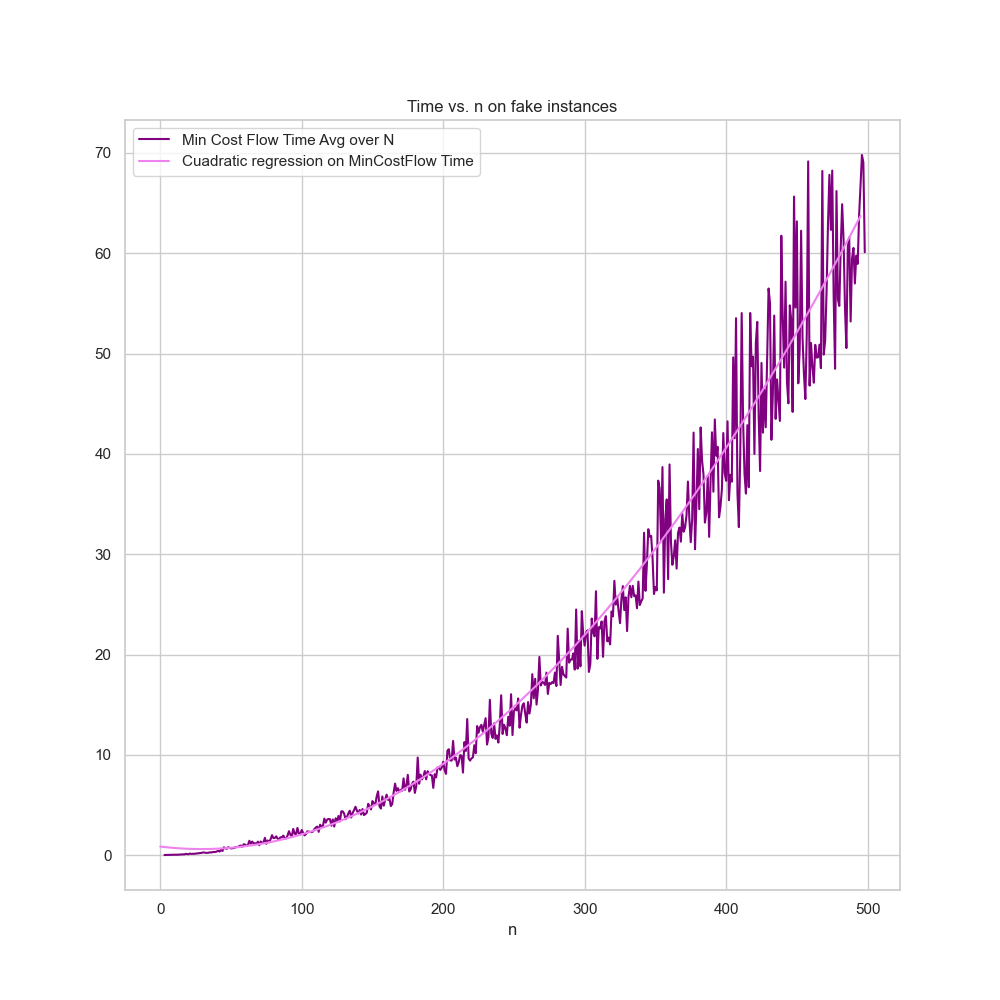 Time vs. n on fake instances
Min Cost Flow Time Avg over N
Cuadratic regression on MinCostFlow Time
70
60
50
40
30
20
10
0
0 100 200 300 400 500
n